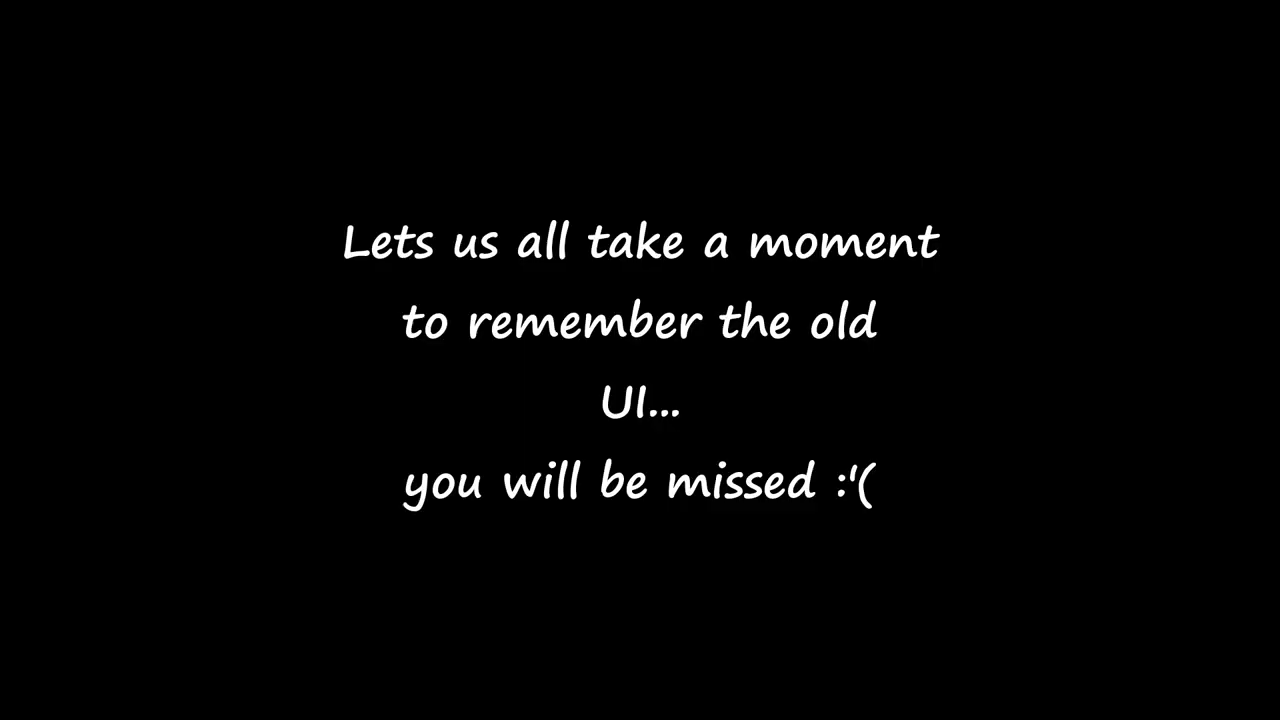 Lets us all take a moment
to remember the old
UI...
you will be missed :'(